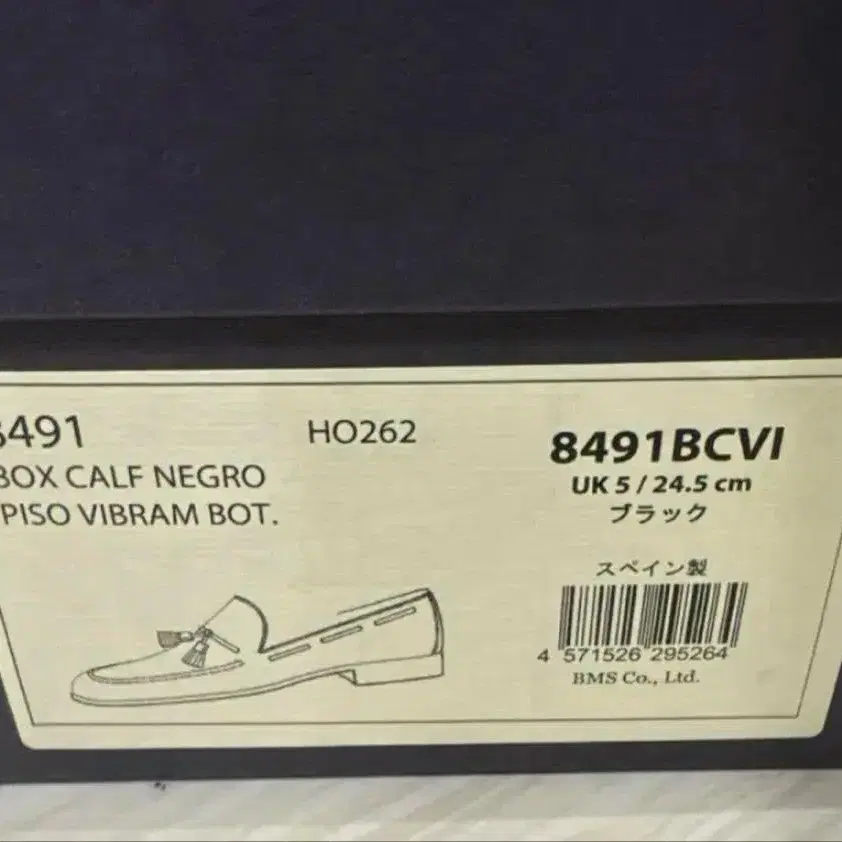 8491
BOX CALF NEGRO
PISO VIBRAM BOT.
HO262
8491BCVI
UK 5 / 24.5 cm
ブラック
スペイン製
4 571526 295264
BMS Co., Ltd.